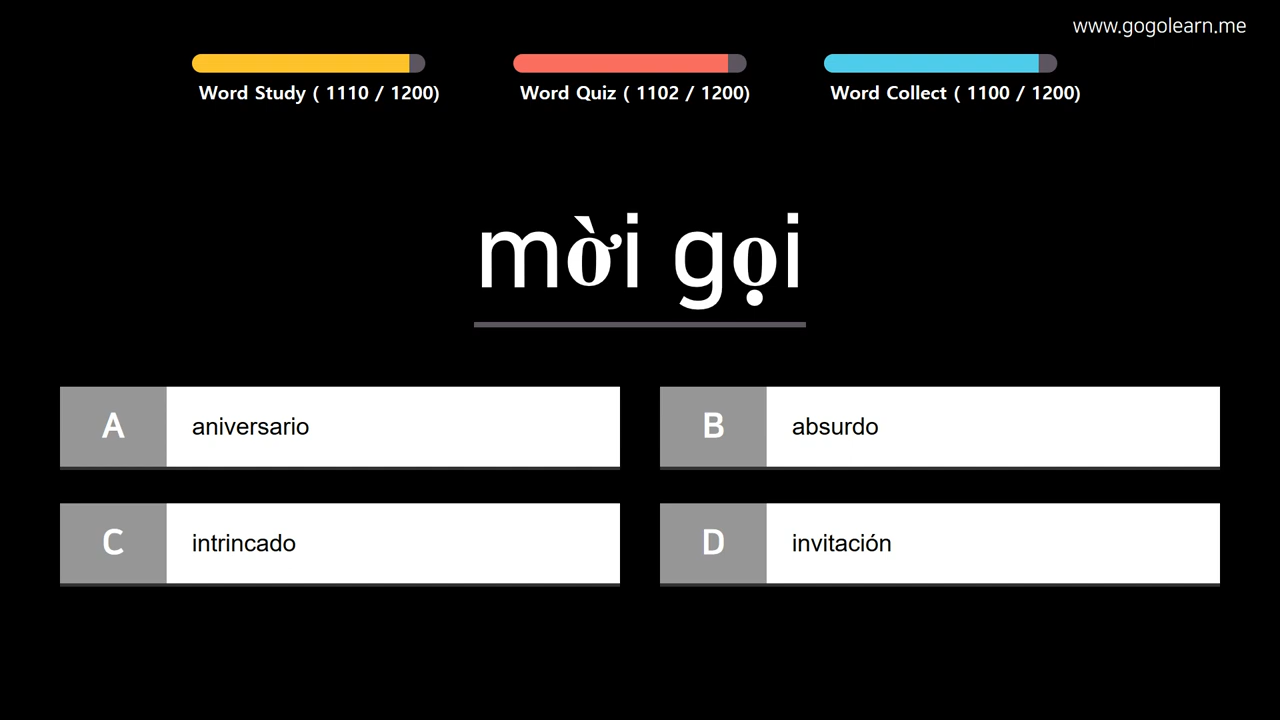 www.gogolearn.me
Word Study ( 1110 / 1200)
Word Quiz ( 1102 / 1200)
Word Collect ( 1100 / 1200)
mời gọi
A aniversario
B absurdo
C intrincado
D invitación